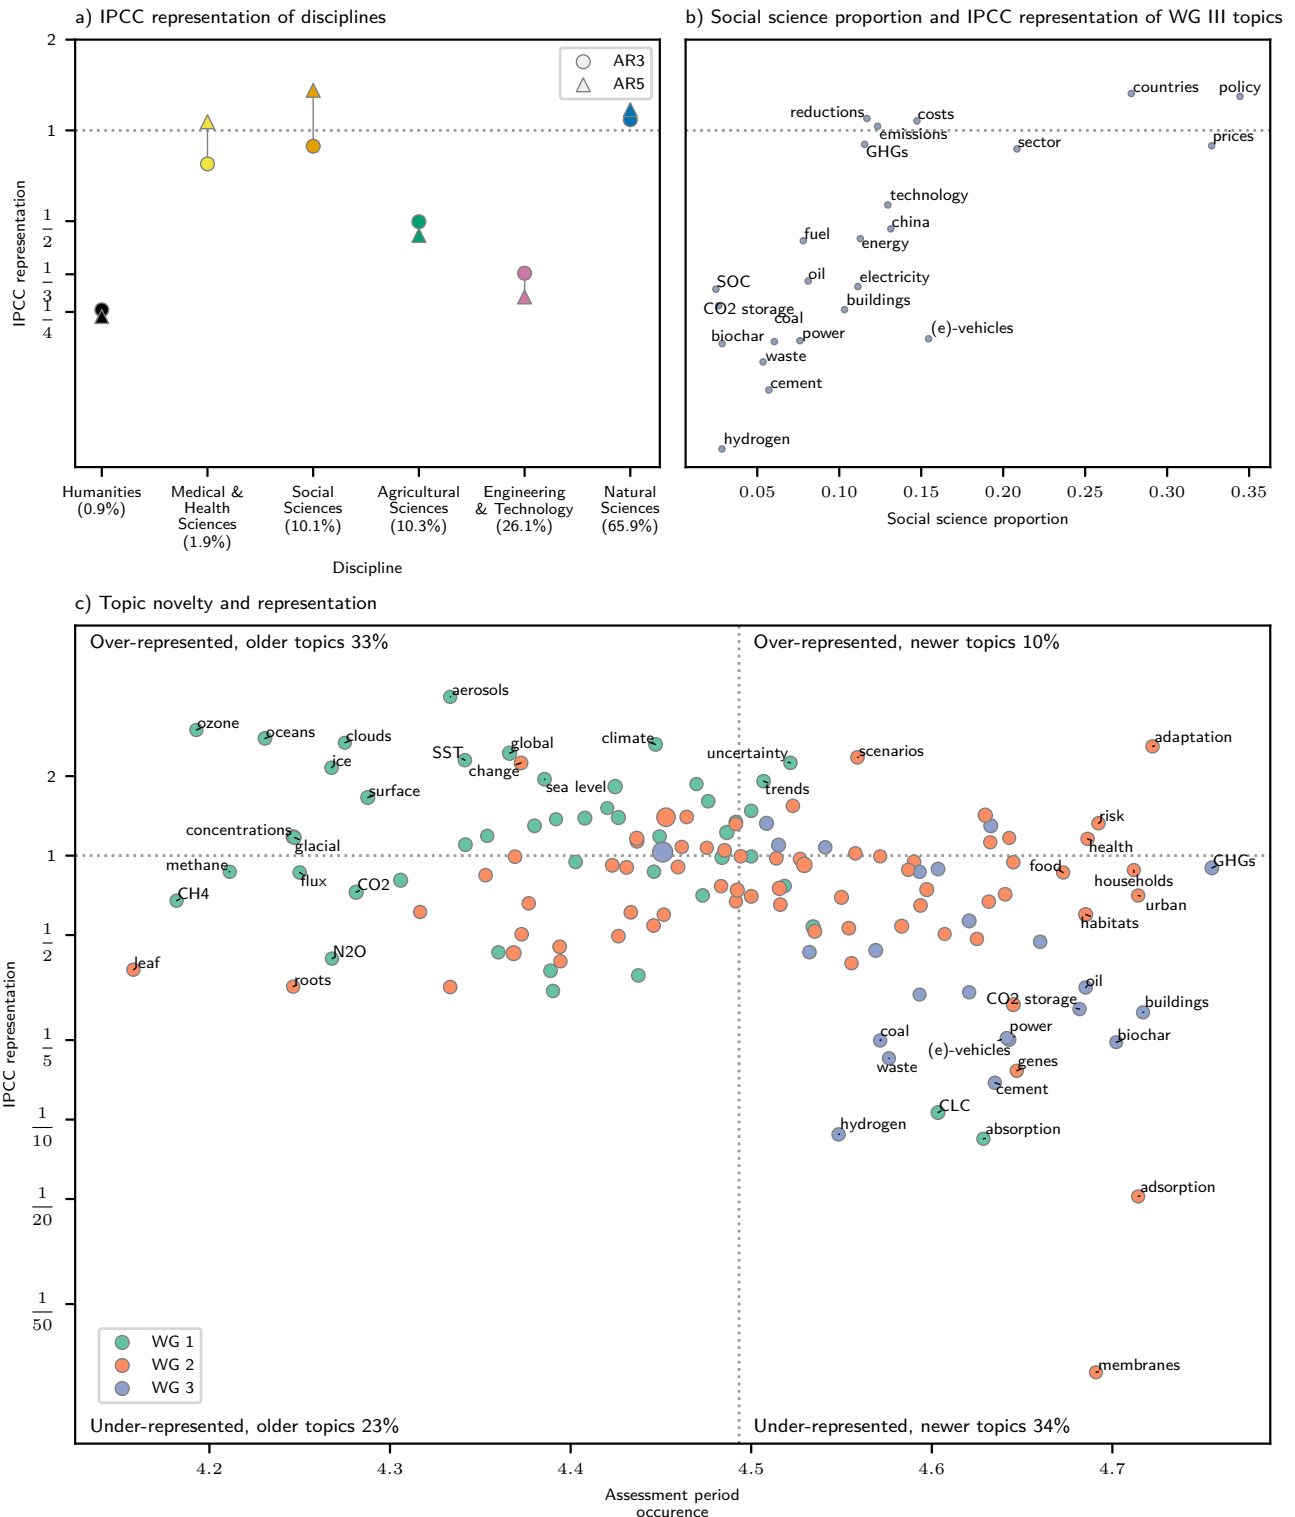 a) IPCC representation of disciplines
2
1
1
2
1
3
1
4
IPCC representation
AR3
AR5
Humanities
(0.9%)
Medical &
Health
Sciences
(1.9%)
Social
Sciences
(10.1%)
Agricultural
Sciences
(10.3%)
Engineering
& Technology
(26.1%)
Natural
Sciences
(65.9%)
Discipline
b) Social science proportion and IPCC representation of WG III topics
countries
policy
reductions
costs
emissions
GHGs
sector
prices
technology
china
fuel
energy
oil
electricity
SOC
CO2 storage
buildings
coal
biochar
power
(e)-vehicles
waste
cement
hydrogen
0.05
0.10
0.15
0.20
0.25
0.30
0.35
Social science proportion
c) Topic novelty and representation
Over-represented, older topics 33%
Over-represented, newer topics 10%
aerosols
ozone
oceans
clouds
climate
adaptation
global
SST
change
uncertainty
scenarios
ice
sea level
trends
surface
concentrations
glacial
risk
health
methane
flux
food
GHGs
CH4
CO2
households
urban
habitats
leaf
N2O
roots
oil
CO2 storage
buildings
coal
power
biochar
(e)-vehicles
waste
genes
cement
CLC
hydrogen
absorption
adsorption
membranes
2
1
1
2
1
5
1
10
1
20
1
50
IPCC representation
WG 1
WG 2
WG 3
Under-represented, older topics 23%
Under-represented, newer topics 34%
4.2
4.3
4.4
4.5
4.6
4.7
Assessment period
occurence